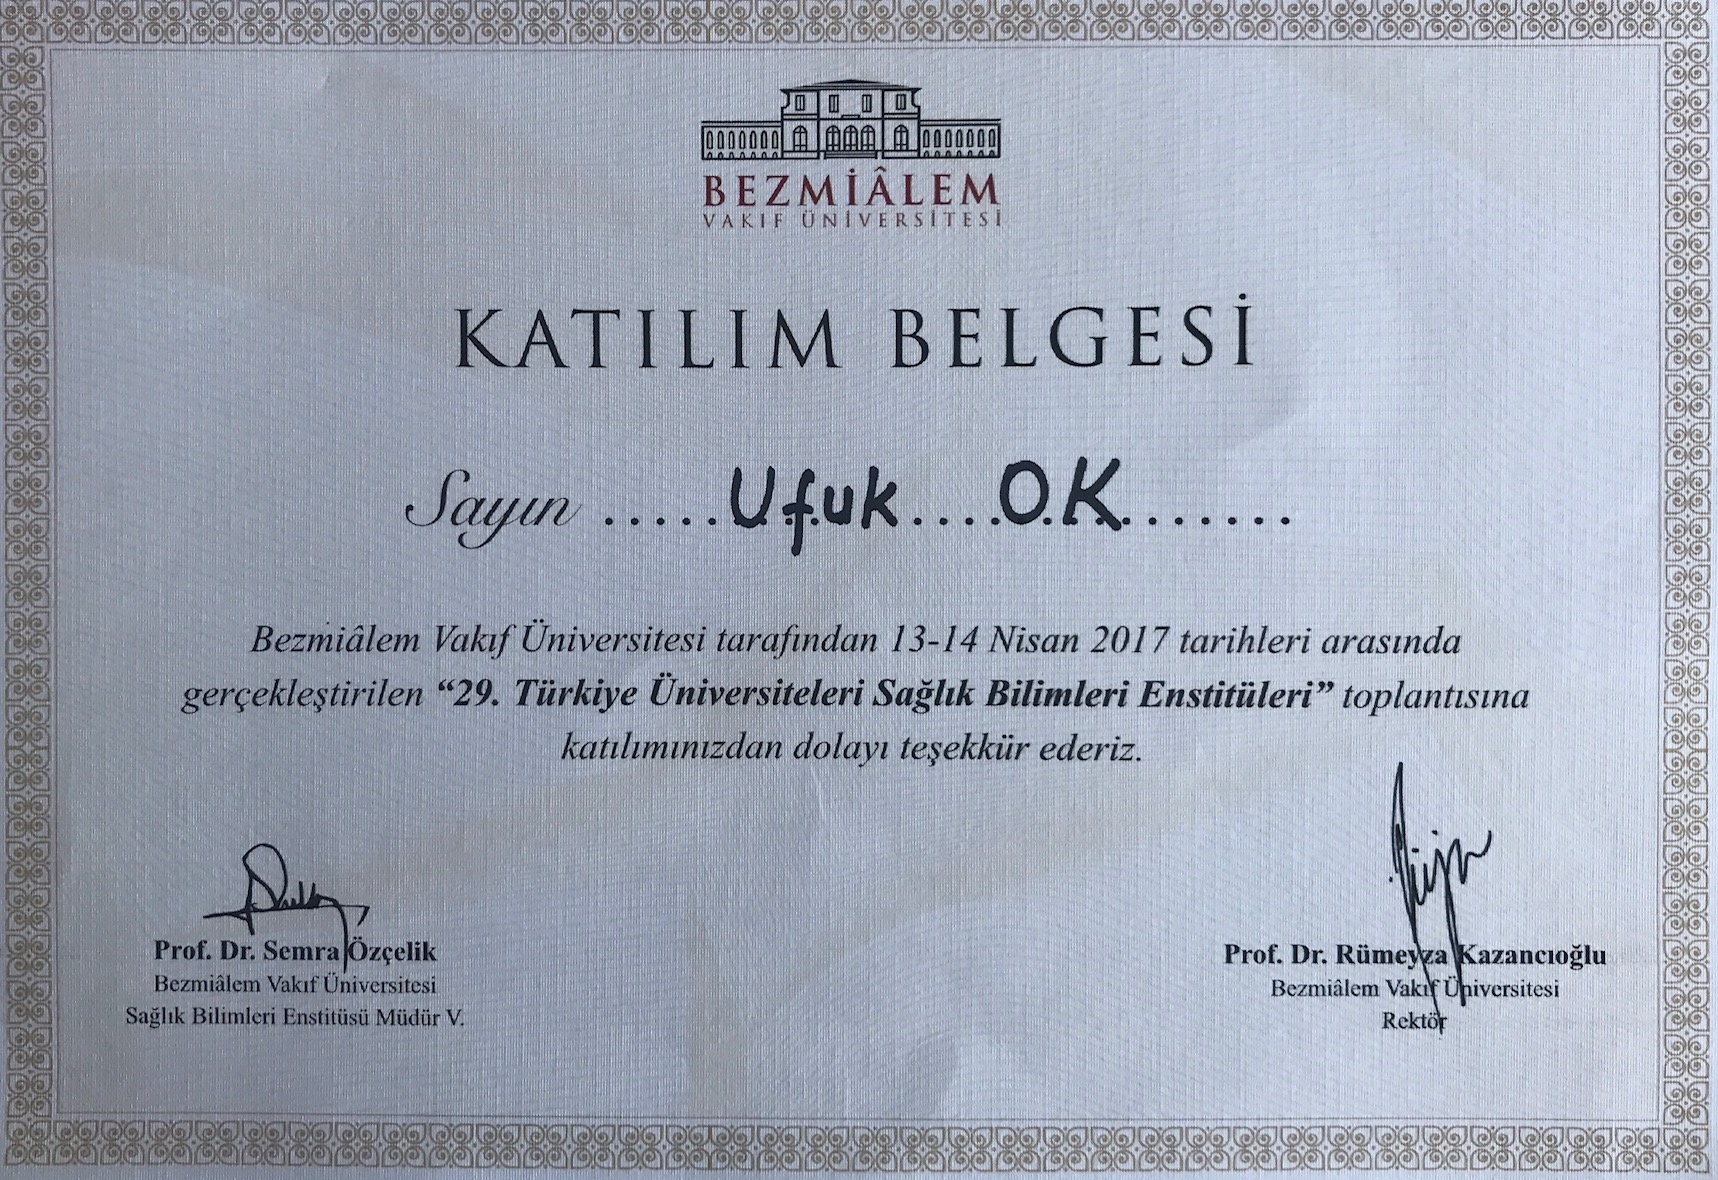 BEZMİÂLEM
VAKIF ÜNİVERSİTESİ
KATILIM BELGESİ
Sayın .....Ufuk....OK.......
Bezmiâlem Vakıf Üniversitesi tarafından 13-14 Nisan 2017 tarihleri arasında
gerçekleştirilen “29. Türkiye Üniversiteleri Sağlık Bilimleri Enstitüleri” toplantısına
katılımınızdan dolayı teşekkür ederiz.
Prof. Dr. Semra Özçelik
Bezmiâlem Vakıf Üniversitesi
Sağlık Bilimleri Enstitüsü Müdür V.
Prof. Dr. Rümeyza Kazancıoğlu
Bezmiâlem Vakıf Üniversitesi
Rektör